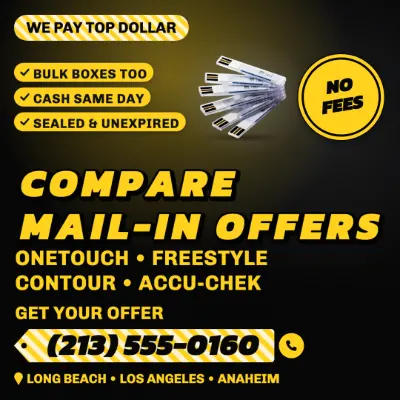 WE PAY TOP DOLLAR
BULK BOXES TOO
CASH SAME DAY
SEALED & UNEXPIRED
NO
FEES
COMPARE
MAIL-IN OFFERS
ONETOUCH • FREESTYLE
CONTOUR • ACCU-CHEK
GET YOUR OFFER
(213) 555-0160
LONG BEACH • LOS ANGELES • ANAHEIM